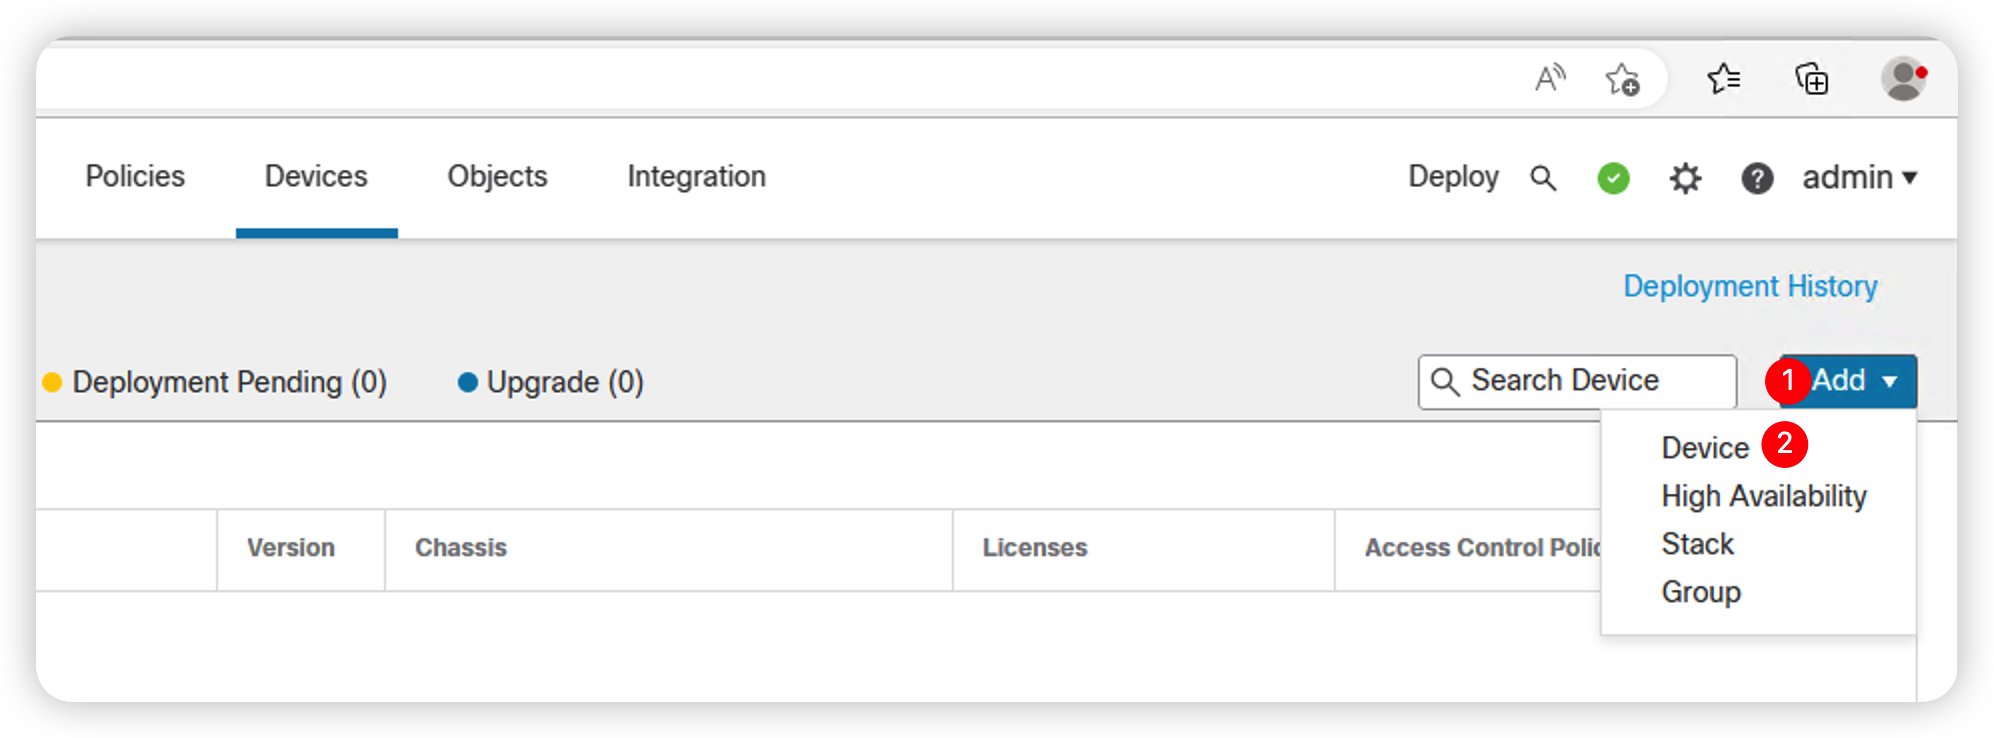 Policies Devices Objects Integration Deploy admin
Deployment History
Deployment Pending (0) Upgrade (0) Search Device 1 Add
Device 2
High Availability
Stack
Group
Version Chassis Licenses Access Control Polic